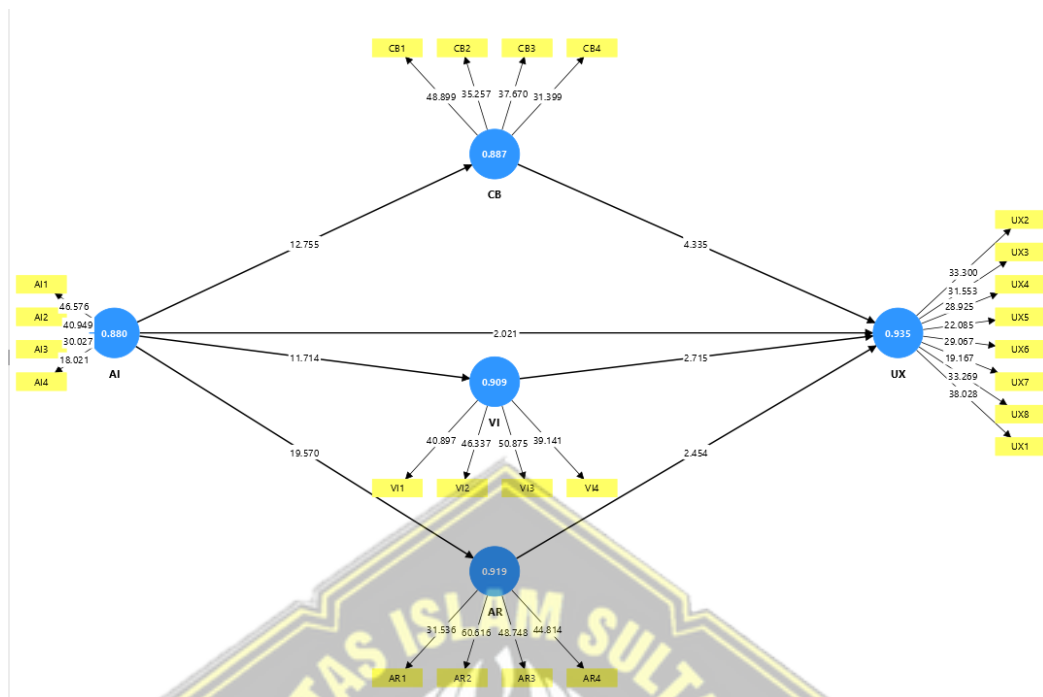 CB1 CB2 CB3 CB4
48.899 35.257 37.670 31.399
0.887
CB
12.755 4.335
AI1
AI2
AI3
AI4
46.576
40.949
30.027
18.021
0.880
AI
2.021
11.714 2.715
0.909
VI
40.897 46.337 50.875 39.141
VI1 VI2 VI3 VI4
0.935
UX
33.300
31.553
28.925
22.085
29.067
19.167
33.269
38.028
UX2
UX3
UX4
UX5
UX6
UX7
UX8
UX1
19.570 2.454
0.919
AR
31.536 60.616 48.748 44.814
AR1 AR2 AR3 AR4
TAS ISLAM SULT